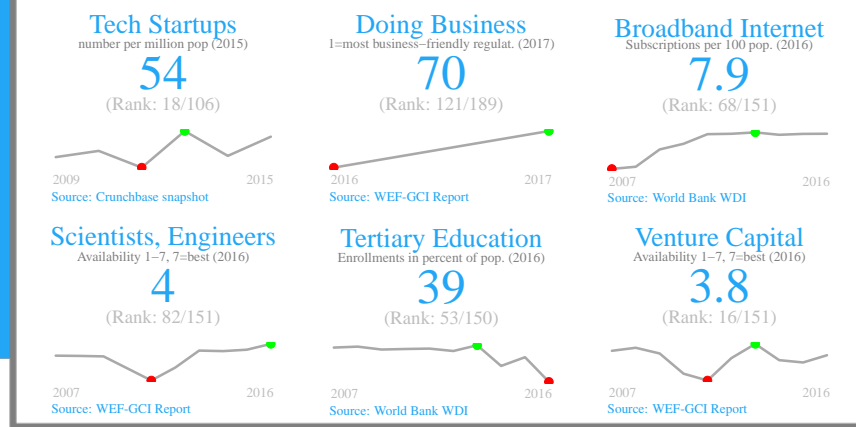 Tech Startups
number per million pop (2015)
54
(Rank: 18/106)
2009 2015
Source: Crunchbase snapshot
Doing Business
1=most business−friendly regulat. (2017)
70
(Rank: 121/189)
2016 2017
Source: WEF-GCI Report
Broadband Internet
Subscriptions per 100 pop. (2016)
7.9
(Rank: 68/151)
2007 2016
Source: World Bank WDI
Scientists, Engineers
Availability 1−7, 7=best (2016)
4
(Rank: 82/151)
2007 2016
Source: WEF-GCI Report
Tertiary Education
Enrollments in percent of pop. (2016)
39
(Rank: 53/150)
2007 2016
Source: World Bank WDI
Venture Capital
Availability 1−7, 7=best (2016)
3.8
(Rank: 16/151)
2007 2016
Source: WEF-GCI Report